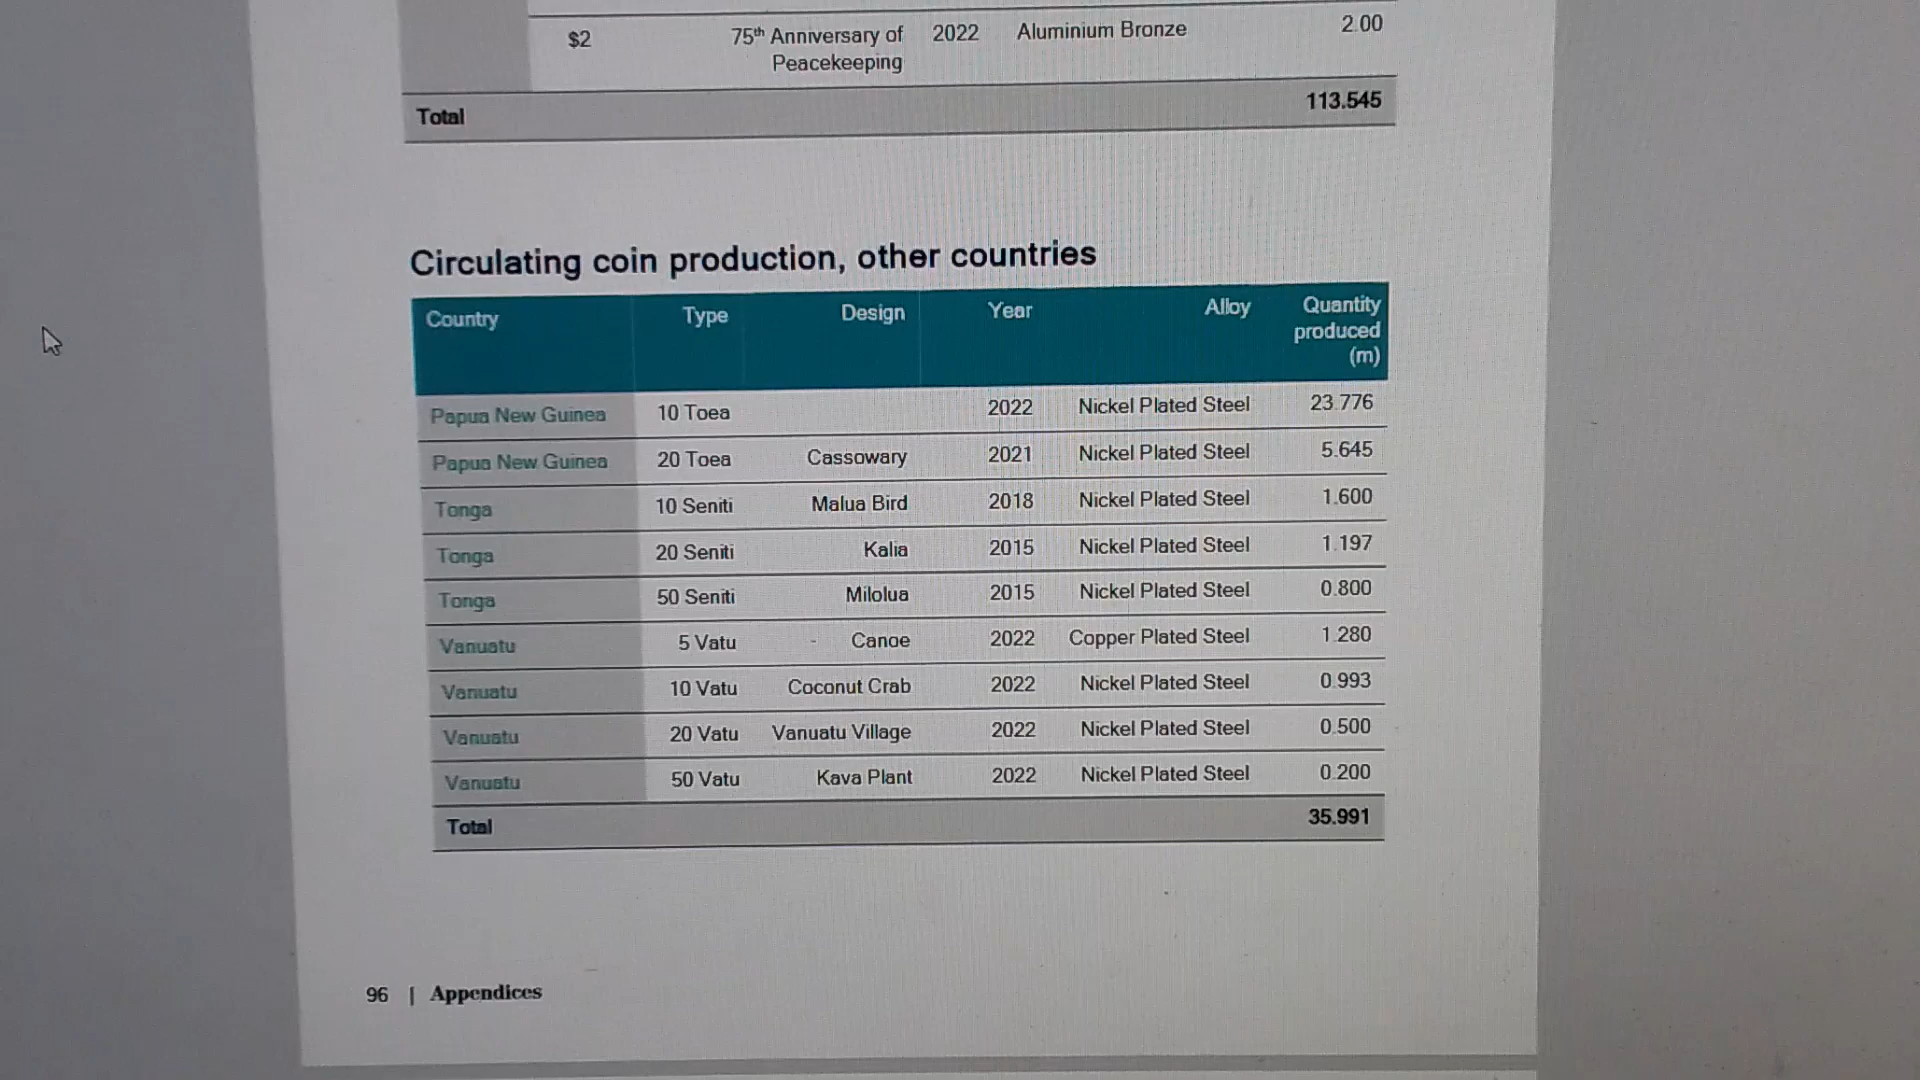 $2 75th Anniversary of Peacekeeping 2022 Aluminium Bronze 2.00
Total 113.545
Circulating coin production, other countries
Country Type Design Year Alloy Quantity produced (m)
Papua New Guinea 10 Toea 2022 Nickel Plated Steel 23.776
Papua New Guinea 20 Toea Cassowary 2021 Nickel Plated Steel 5.645
Tonga 10 Seniti Malua Bird 2018 Nickel Plated Steel 1.600
Tonga 20 Seniti Kalia 2015 Nickel Plated Steel 1.197
Tonga 50 Seniti Milolua 2015 Nickel Plated Steel 0.800
Vanuatu 5 Vatu Canoe 2022 Copper Plated Steel 1.280
Vanuatu 10 Vatu Coconut Crab 2022 Nickel Plated Steel 0.993
Vanuatu 20 Vatu Vanuatu Village 2022 Nickel Plated Steel 0.500
Vanuatu 50 Vatu Kava Plant 2022 Nickel Plated Steel 0.200
Total 35.991
96 | Appendices